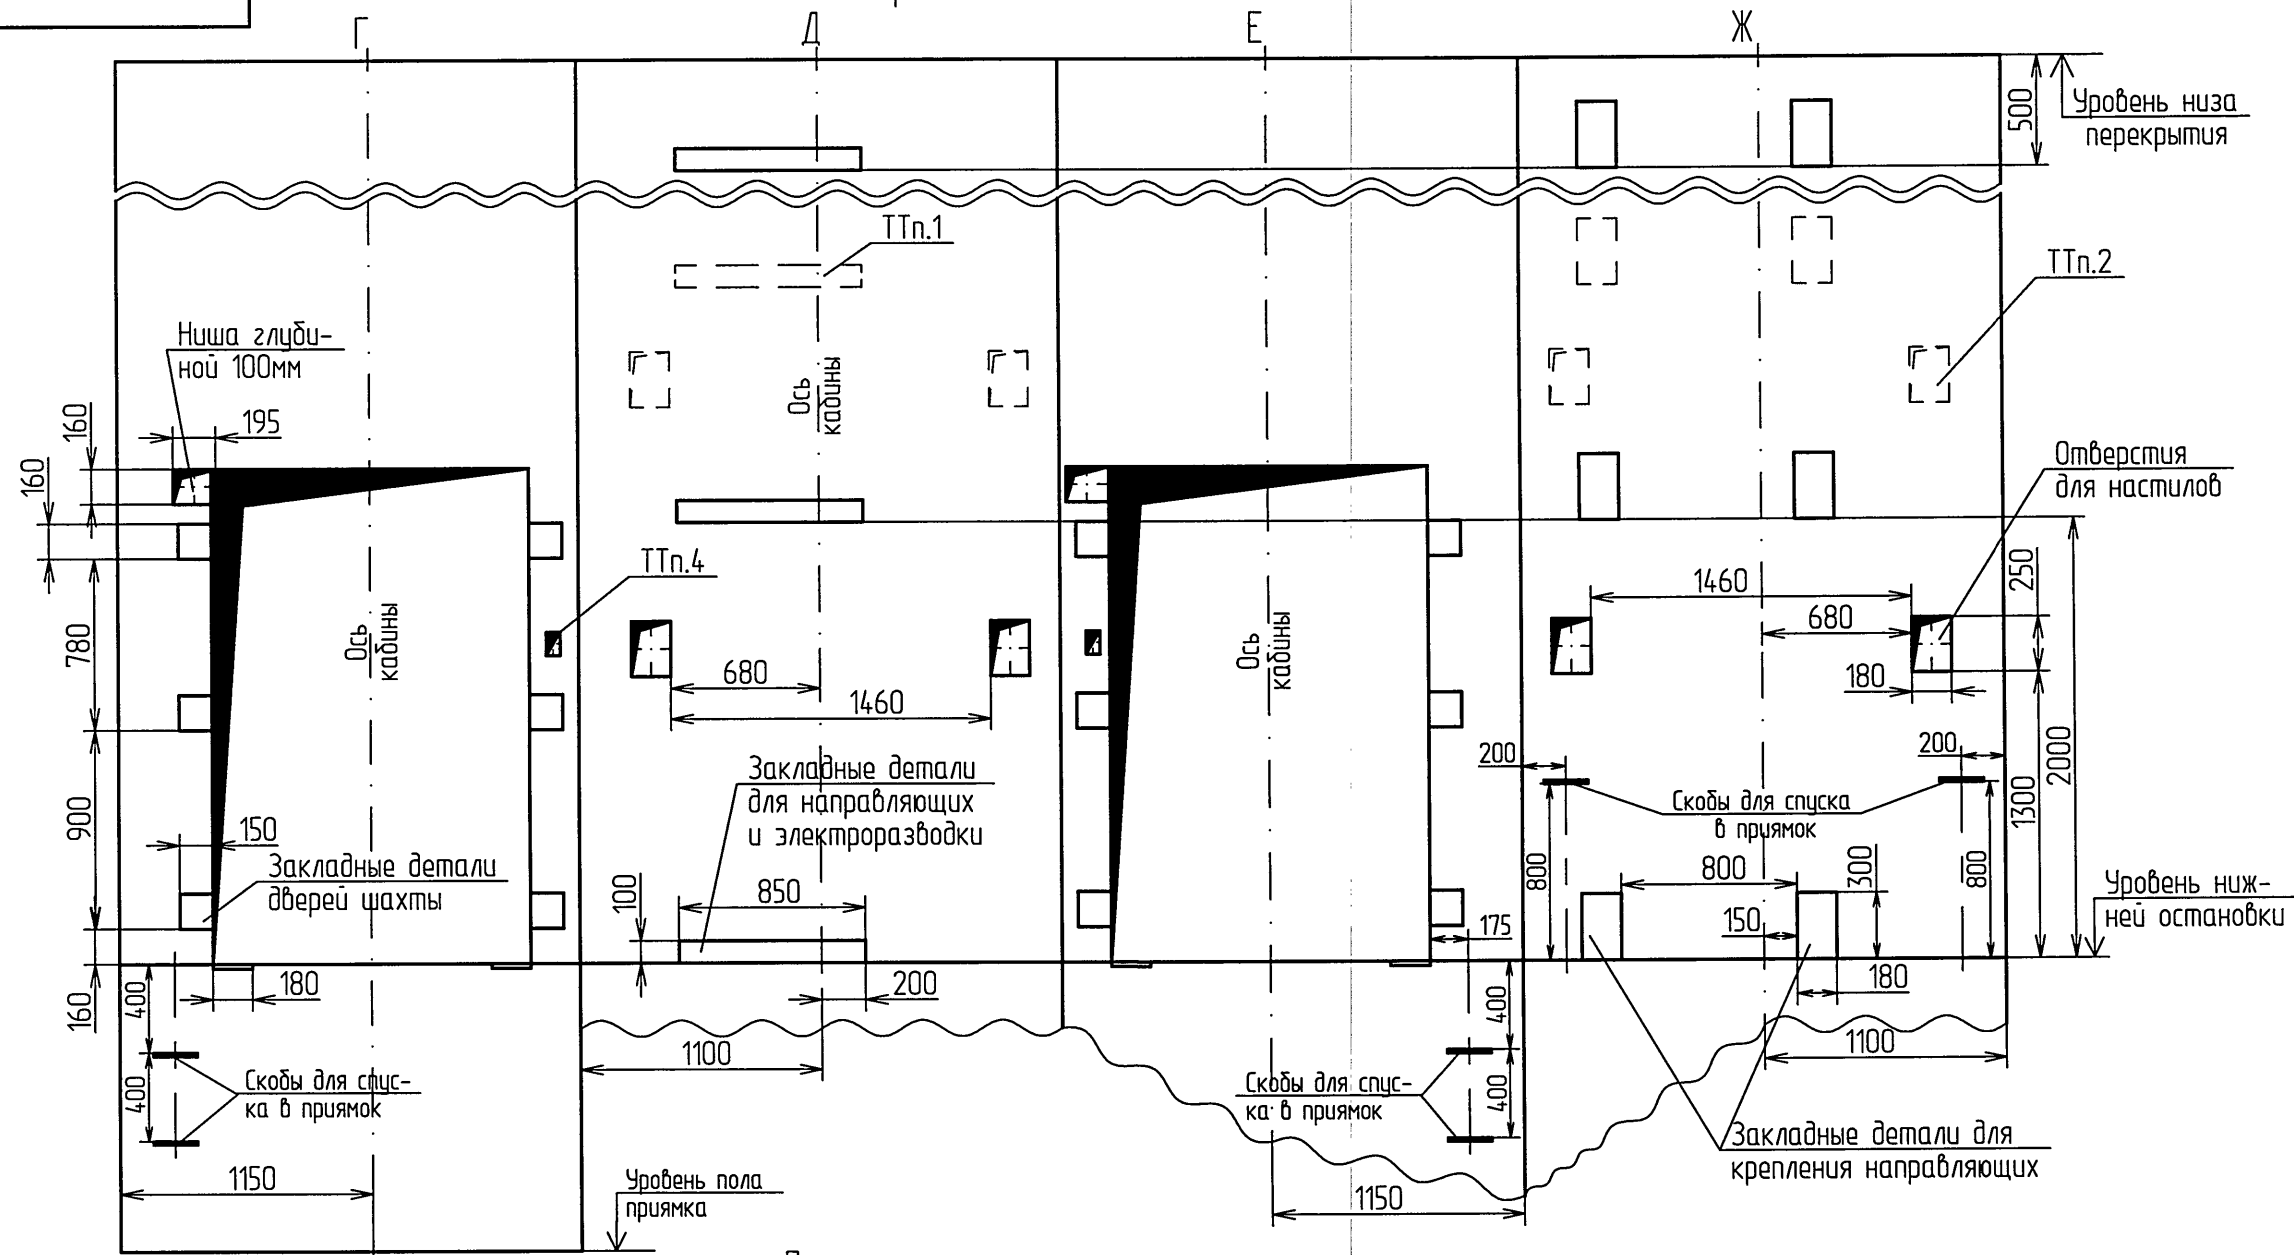 Г
Д
Е
Ж
500
Уровень низа
перекрытия
ТТп.1
ТТп.2
Ниша глуби-
ной 100мм
Ось
кабины
160
195
160
Отверстия
для настилов
ТТп.4
780
Ось
кабины
680
1460
Ось
кабины
1460
680
250
180
200
200
2000
1300
Закладные детали
для направляющих
и электроразводки
Скобы для спуска
в приямок
900
150
Закладные детали
дверей шахты
100
850
175
800
800
150
300
800
Уровень ниж-
ней остановки
160
400
180
200
400
180
1100
1100
400
Скобы для спус-
ка в приямок
Скобы для спус-
ка в приямок
400
Закладные детали для
крепления направляющих
1150
Уровень пола
приямка
1150